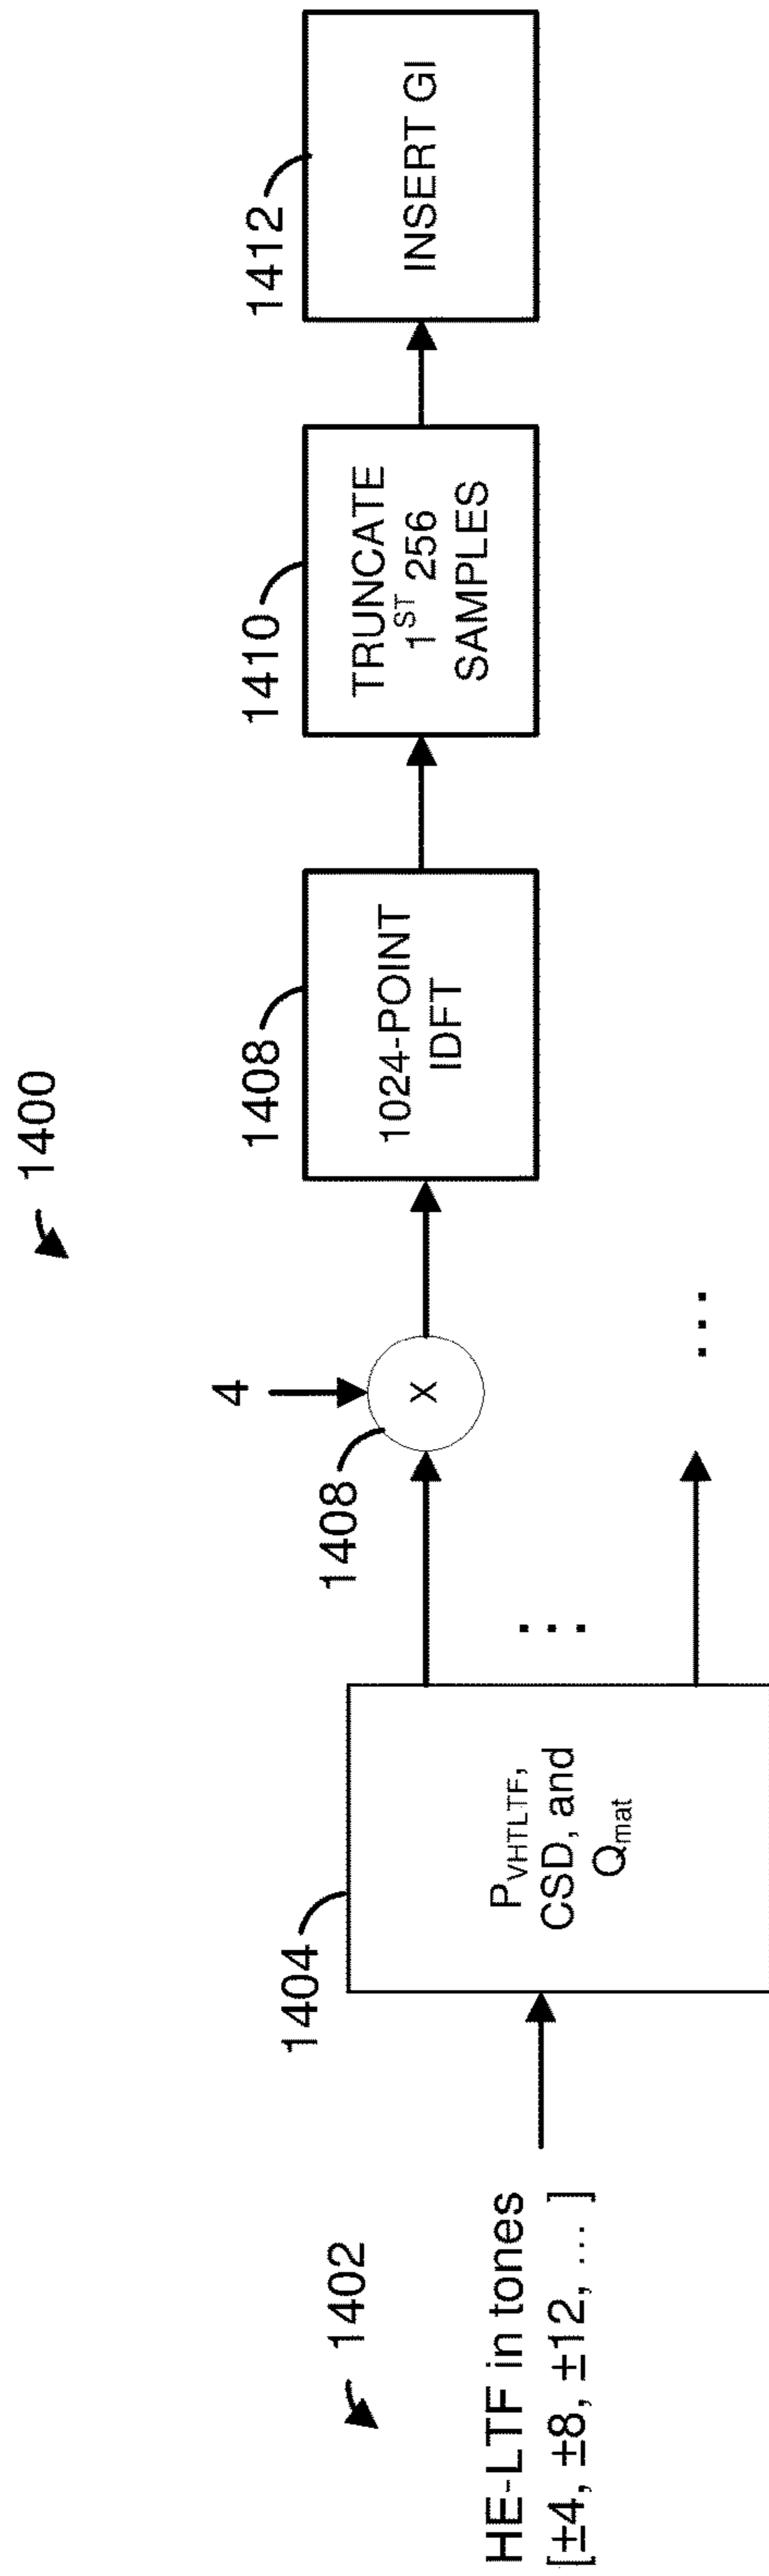 1400
1402
HE-LTF in tones
[±4, ±8, ±12, ... ]
1404
PVHTLTF,
CSD, and
Qmat
...
...
1408
4
X
1408
1024-POINT
IDFT
1410
TRUNCATE
1ST 256
SAMPLES
1412
INSERT GI